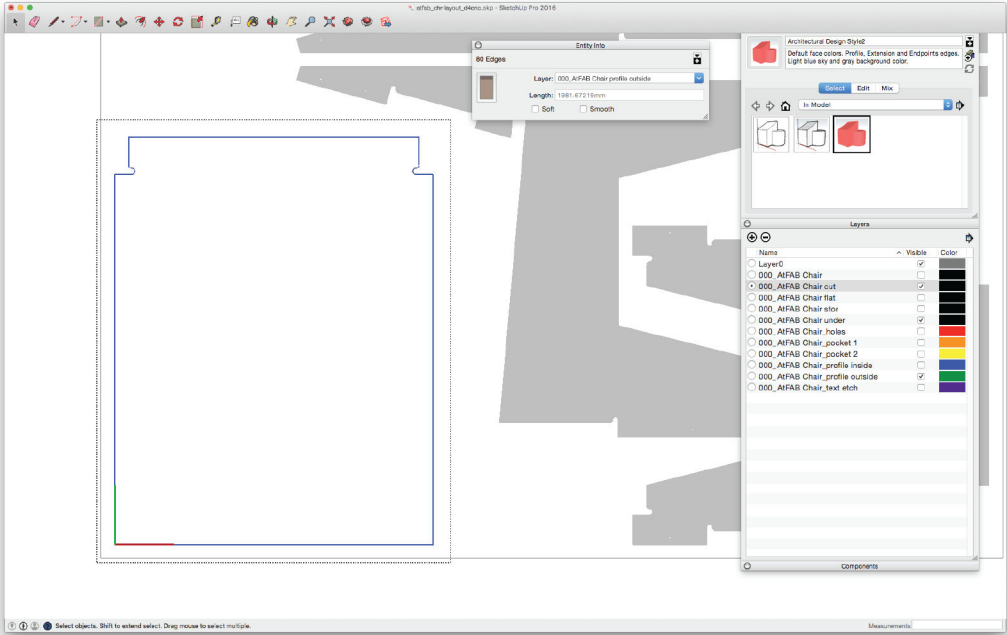 atfab_chr-layout_d4cnc.skp - SketchUp Pro 2016
Entity Info
60 Edges
Layer: 000_AtFAB Chair profile outside
Length: 1981.67219mm
Soft
Smooth
Architectural Design Style2
Default face colors. Profile, Extension and Endpoints edges.
Light blue sky and gray background color.
Select Edit Mix
In Model
Layers
Name Visible Color
Layer0
000_AtFAB Chair
000_AtFAB Chair cut
000_AtFAB Chair flat
000_AtFAB Chair stor
000_AtFAB Chair under
000_AtFAB Chair_holes
000_AtFAB Chair_pocket 1
000_AtFAB Chair_pocket 2
000_AtFAB Chair_profile inside
000_AtFAB Chair_profile outside
000_AtFAB Chair_text etch
Components
Select objects. Shift to extend select. Drag mouse to select multiple.
Measurements